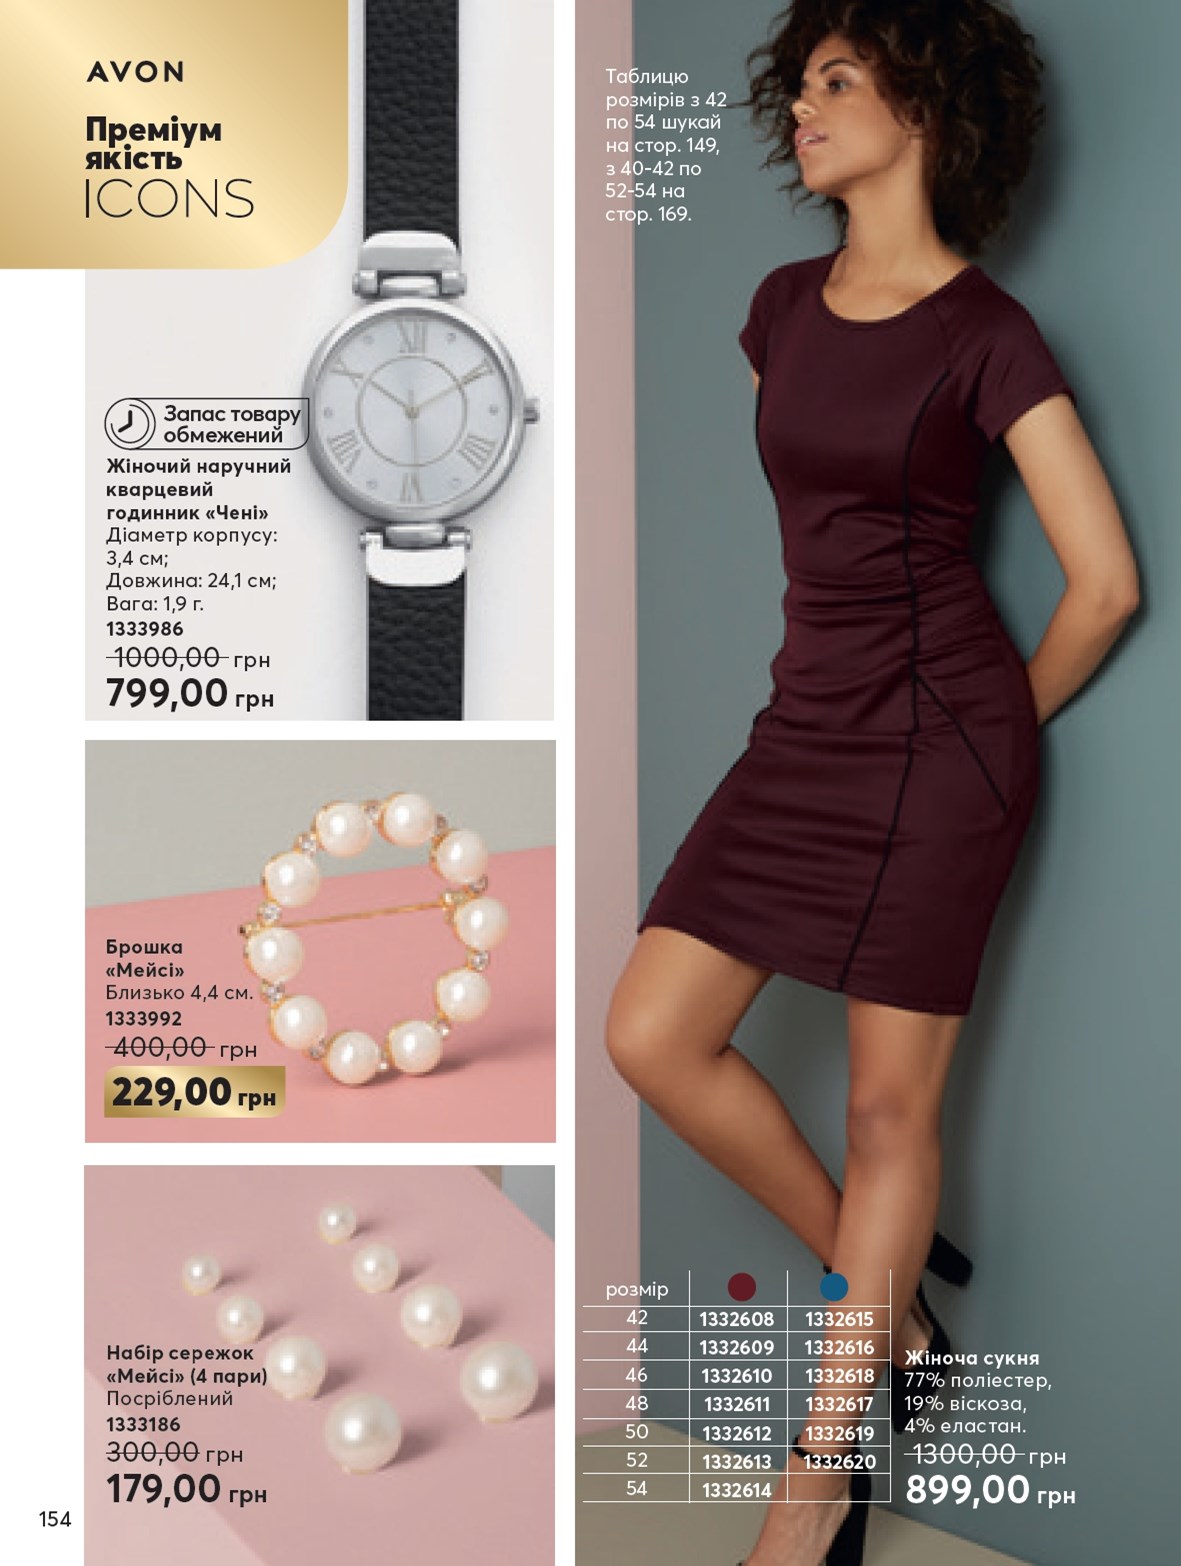 AVON
Преміум
якість
ICONS
Запас товару
обмежений
Жіночий наручний
кварцевий
годинник «Чені»
Діаметр корпусу:
3,4 см;
Довжина: 24,1 см;
Вага: 1,9 г.
1333986
1000,00 грн
799,00 грн
Брошка
«Мейсі»
Близько 4,4 см.
1333992
400,00 грн
229,00 грн
Набір сережок
«Мейсі» (4 пари)
Посріблений
1333186
300,00 грн
179,00 грн
154
Таблицю
розмірів з 42
по 54 шукай
на стор. 149,
з 40-42 по
52-54 на
стор. 169.
розмір
42 1332608 1332615
44 1332609 1332616
46 1332610 1332618
48 1332611 1332617
50 1332612 1332619
52 1332613 1332620
54 1332614
Жіноча сукня
77% поліестер,
19% віскоза,
4% еластан.
1300,00 грн
899,00 грн